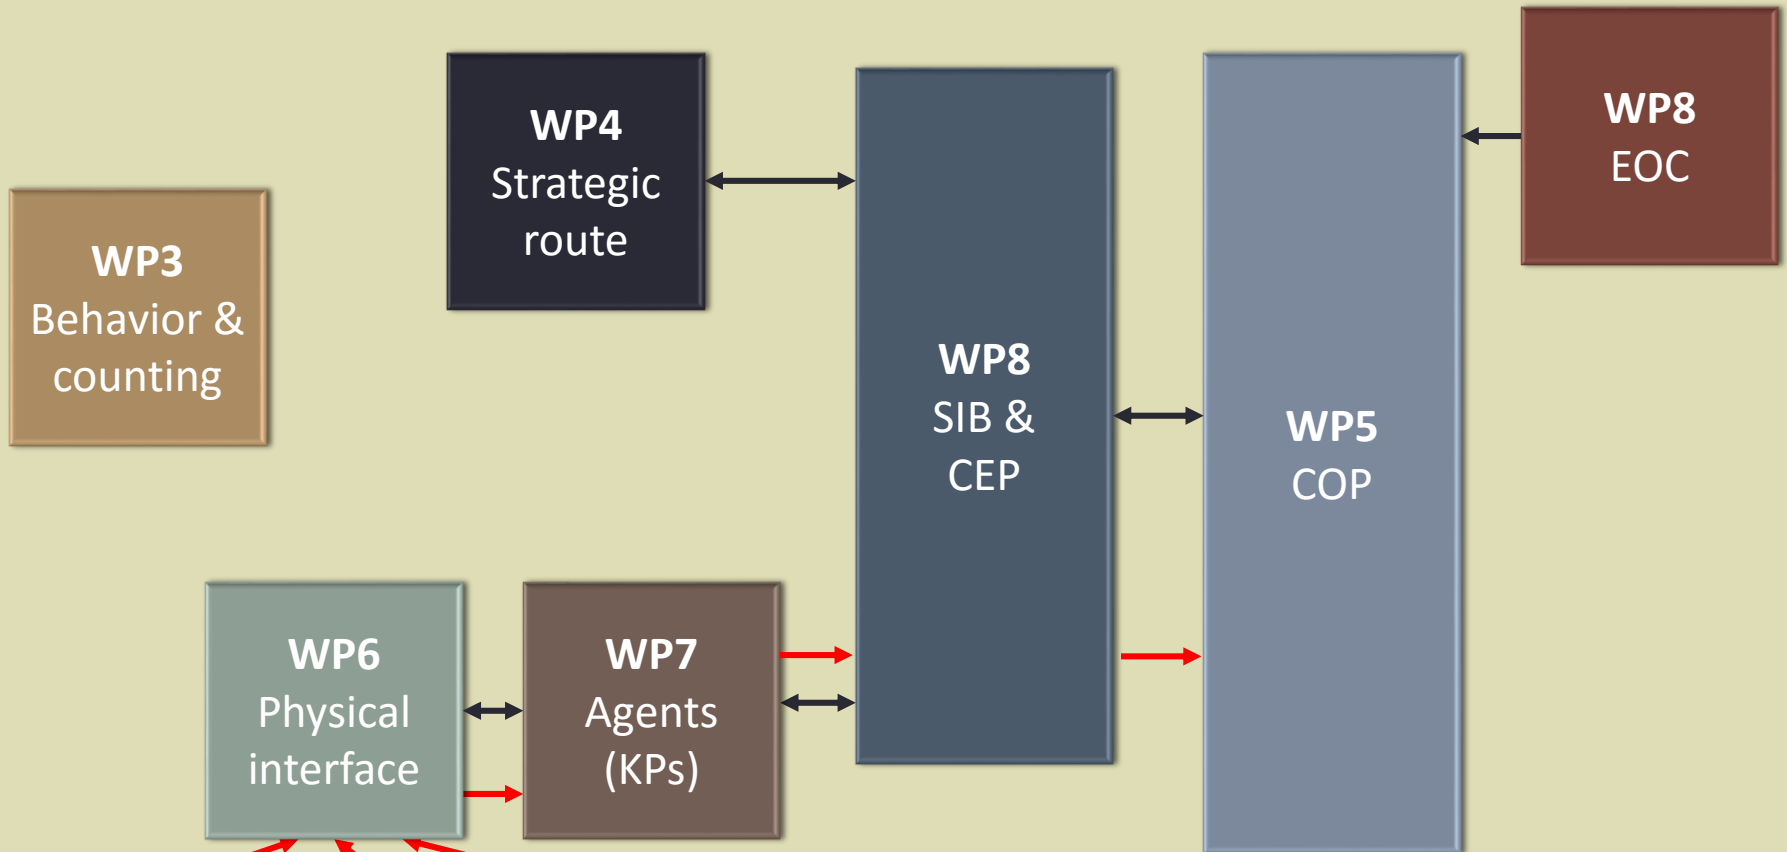 WP3
Behavior &
counting
WP4
Strategic
route
WP8
SIB &
CEP
WP5
COP
WP8
EOC
WP6
Physical
interface
WP7
Agents
(KPs)